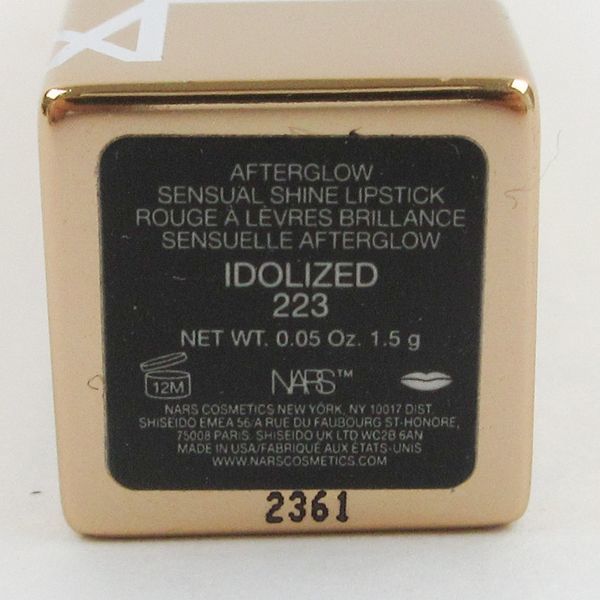 AFTERGLOW
SENSUAL SHINE LIPSTICK
ROUGE À LÈVRES BRILLANCE
SENSUELLE AFTERGLOW
IDOLIZED
223
NET WT. 0.05 Oz. 1.5 g
12M
NARS™
NARS COSMETICS NEW YORK, NY 10017 DIST.
SHISEIDO EMEA 56/A RUE DU FAUBOURG ST-HONORE,
75008 PARIS. SHISEIDO UK LTD WC2B 6AN
MADE IN USA/FABRIQUÉ AUX ÉTATS-UNIS
WWW.NARSCOSMETICS.COM
2361